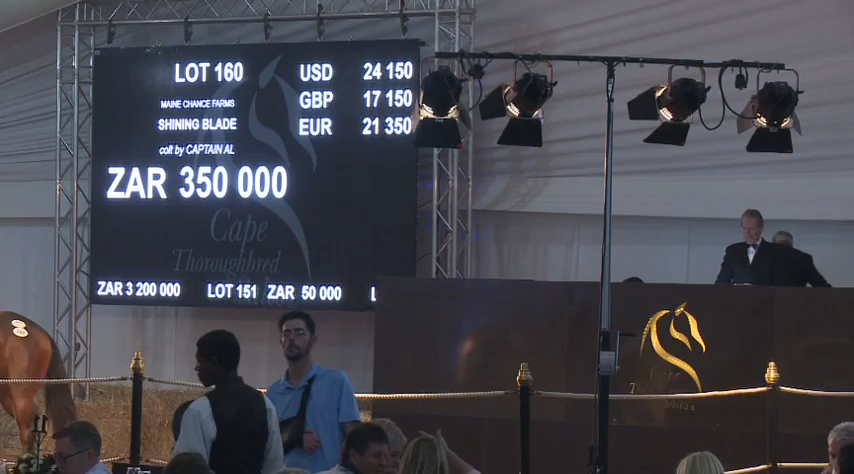 LOT 160
USD 24 150
MAINE CHANCE FARMS
GBP 17 150
SHINING BLADE
EUR 21 350
colt by CAPTAIN AL
ZAR 350 000
Cape
Thoroughbred
ZAR 3 200 000 LOT 151 ZAR 50 000 L